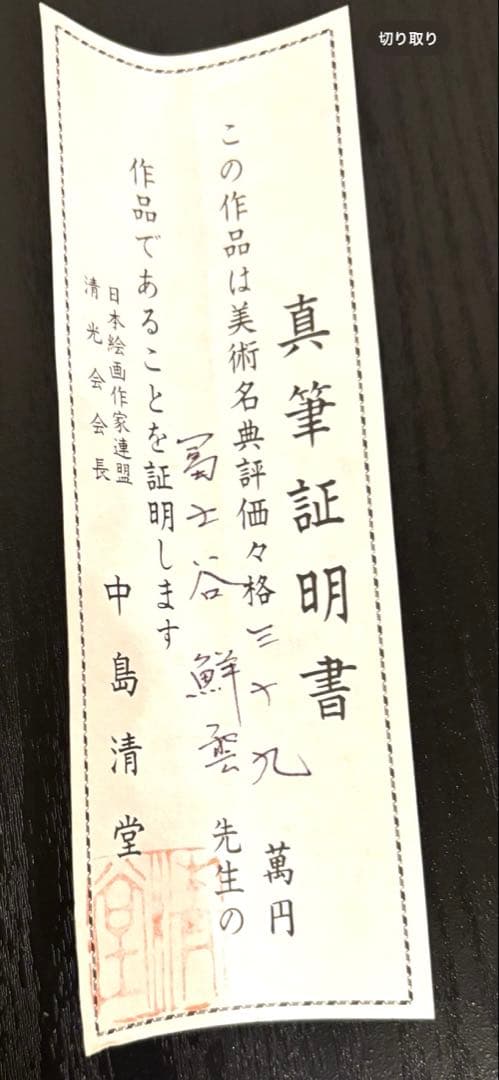 切り取り
真筆証明書
この作品は美術名典評価々格三十九萬円
冨士谷鮮雲先生の
作品であることを証明します
日本絵画作家連盟
清光会会長
中島清堂
清堂